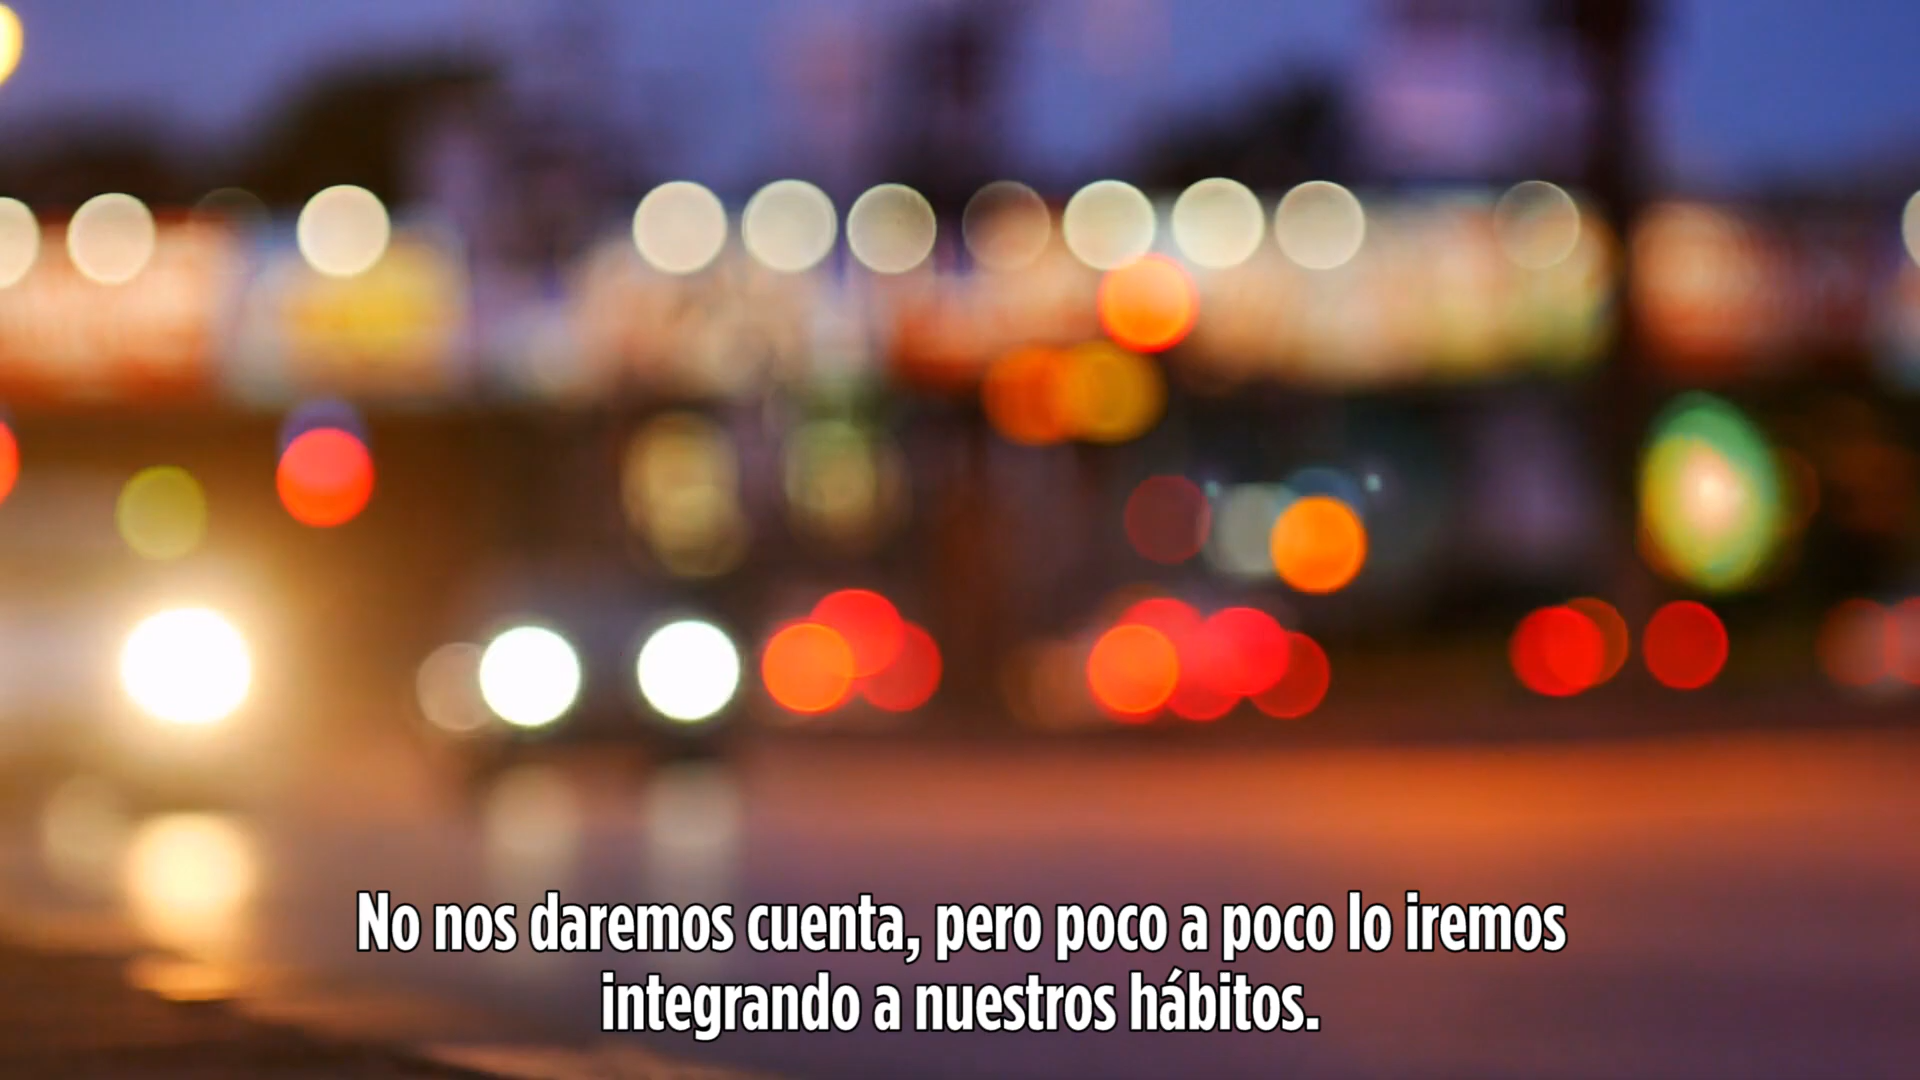 No nos daremos cuenta, pero poco a poco lo iremos
integrando a nuestros hábitos.